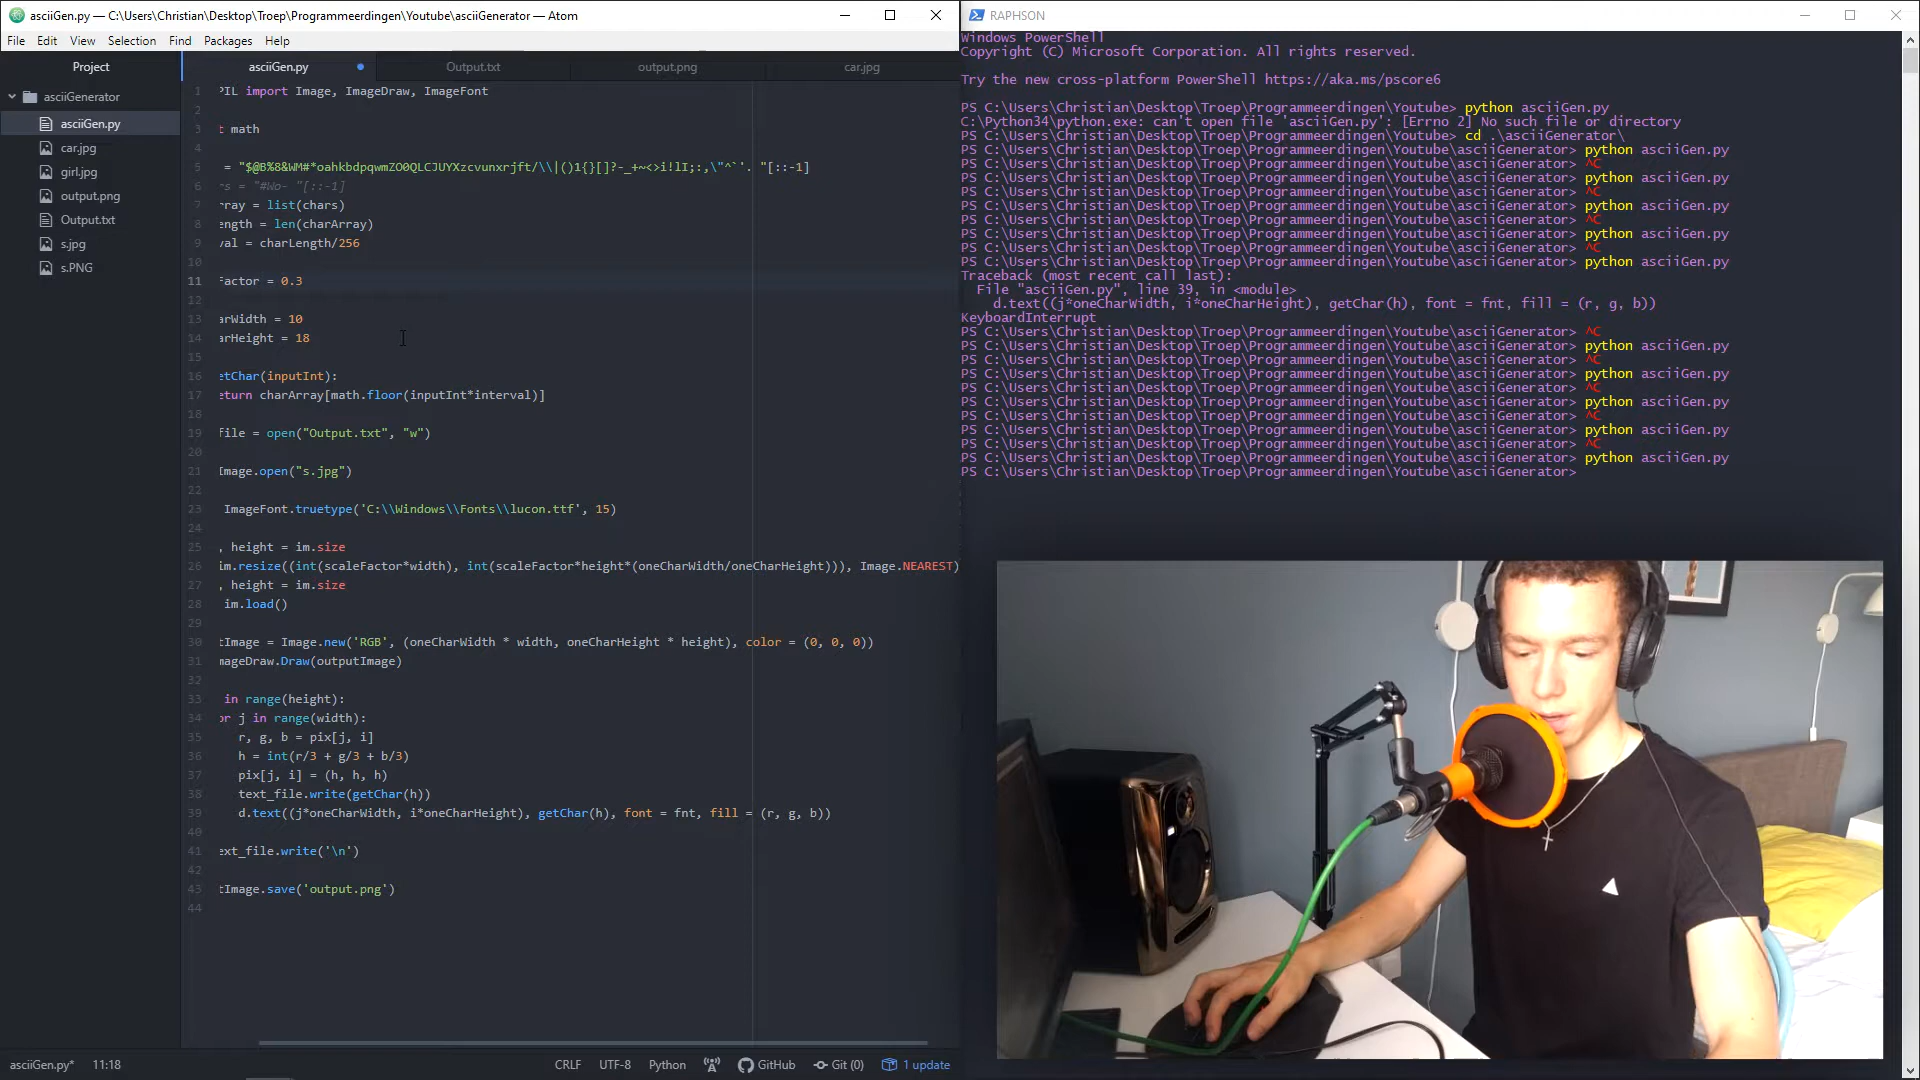 asciiGen.py — C:\Users\Christian\Desktop\Troep\Programmeerdingen\Youtube\asciiGenerator — Atom
File Edit View Selection Find Packages Help
Project
asciiGenerator
asciiGen.py
car.jpg
girl.jpg
output.png
Output.txt
s.jpg
s.PNG
asciiGen.py Output.txt output.png car.jpg
1 PIL import Image, ImageDraw, ImageFont
2
3 t math
4
5 = "$@B%8&WM#*oahkbdpqwmZO0QLCJUYXzcvunxrjft/\\|()1{}[]?-_+~<>i!lI;:,\"^`'. "[::-1]
6 rs = "#Wo- "[::-1]
7 rray = list(chars)
8 ength = len(charArray)
9 val = charLength/256
10
11 Factor = 0.3
12
13 arWidth = 10
14 arHeight = 18
15
16 etChar(inputInt):
17 eturn charArray[math.floor(inputInt*interval)]
18
19 file = open("Output.txt", "w")
20
21 Image.open("s.jpg")
22
23 ImageFont.truetype('C:\\Windows\\Fonts\\lucon.ttf', 15)
24
25 , height = im.size
26 im.resize((int(scaleFactor*width), int(scaleFactor*height*(oneCharWidth/oneCharHeight))), Image.NEAREST)
27 , height = im.size
28 im.load()
29
30 tImage = Image.new('RGB', (oneCharWidth * width, oneCharHeight * height), color = (0, 0, 0))
31 mageDraw.Draw(outputImage)
32
33 in range(height):
34 or j in range(width):
35 r, g, b = pix[j, i]
36 h = int(r/3 + g/3 + b/3)
37 pix[j, i] = (h, h, h)
38 text_file.write(getChar(h))
39 d.text((j*oneCharWidth, i*oneCharHeight), getChar(h), font = fnt, fill = (r, g, b))
40
41 ext_file.write('\n')
42
43 tImage.save('output.png')
44
asciiGen.py* 11:18 CRLF UTF-8 Python GitHub Git (0) 1 update
RAPHSON
Windows PowerShell
Copyright (C) Microsoft Corporation. All rights reserved.
Try the new cross-platform PowerShell https://aka.ms/pscore6
PS C:\Users\Christian\Desktop\Troep\Programmeerdingen\Youtube> python asciiGen.py
C:\Python34\python.exe: can't open file 'asciiGen.py': [Errno 2] No such file or directory
PS C:\Users\Christian\Desktop\Troep\Programmeerdingen\Youtube> cd .\asciiGenerator\
PS C:\Users\Christian\Desktop\Troep\Programmeerdingen\Youtube\asciiGenerator> python asciiGen.py
PS C:\Users\Christian\Desktop\Troep\Programmeerdingen\Youtube\asciiGenerator> ^C
PS C:\Users\Christian\Desktop\Troep\Programmeerdingen\Youtube\asciiGenerator> python asciiGen.py
PS C:\Users\Christian\Desktop\Troep\Programmeerdingen\Youtube\asciiGenerator> ^C
PS C:\Users\Christian\Desktop\Troep\Programmeerdingen\Youtube\asciiGenerator> python asciiGen.py
PS C:\Users\Christian\Desktop\Troep\Programmeerdingen\Youtube\asciiGenerator> ^C
PS C:\Users\Christian\Desktop\Troep\Programmeerdingen\Youtube\asciiGenerator> python asciiGen.py
PS C:\Users\Christian\Desktop\Troep\Programmeerdingen\Youtube\asciiGenerator> ^C
PS C:\Users\Christian\Desktop\Troep\Programmeerdingen\Youtube\asciiGenerator> python asciiGen.py
Traceback (most recent call last):
File "asciiGen.py", line 39, in <module>
d.text((j*oneCharWidth, i*oneCharHeight), getChar(h), font = fnt, fill = (r, g, b))
KeyboardInterrupt
PS C:\Users\Christian\Desktop\Troep\Programmeerdingen\Youtube\asciiGenerator> ^C
PS C:\Users\Christian\Desktop\Troep\Programmeerdingen\Youtube\asciiGenerator> python asciiGen.py
PS C:\Users\Christian\Desktop\Troep\Programmeerdingen\Youtube\asciiGenerator> ^C
PS C:\Users\Christian\Desktop\Troep\Programmeerdingen\Youtube\asciiGenerator> python asciiGen.py
PS C:\Users\Christian\Desktop\Troep\Programmeerdingen\Youtube\asciiGenerator> ^C
PS C:\Users\Christian\Desktop\Troep\Programmeerdingen\Youtube\asciiGenerator> python asciiGen.py
PS C:\Users\Christian\Desktop\Troep\Programmeerdingen\Youtube\asciiGenerator> ^C
PS C:\Users\Christian\Desktop\Troep\Programmeerdingen\Youtube\asciiGenerator> python asciiGen.py
PS C:\Users\Christian\Desktop\Troep\Programmeerdingen\Youtube\asciiGenerator> ^C
PS C:\Users\Christian\Desktop\Troep\Programmeerdingen\Youtube\asciiGenerator> python asciiGen.py
PS C:\Users\Christian\Desktop\Troep\Programmeerdingen\Youtube\asciiGenerator>